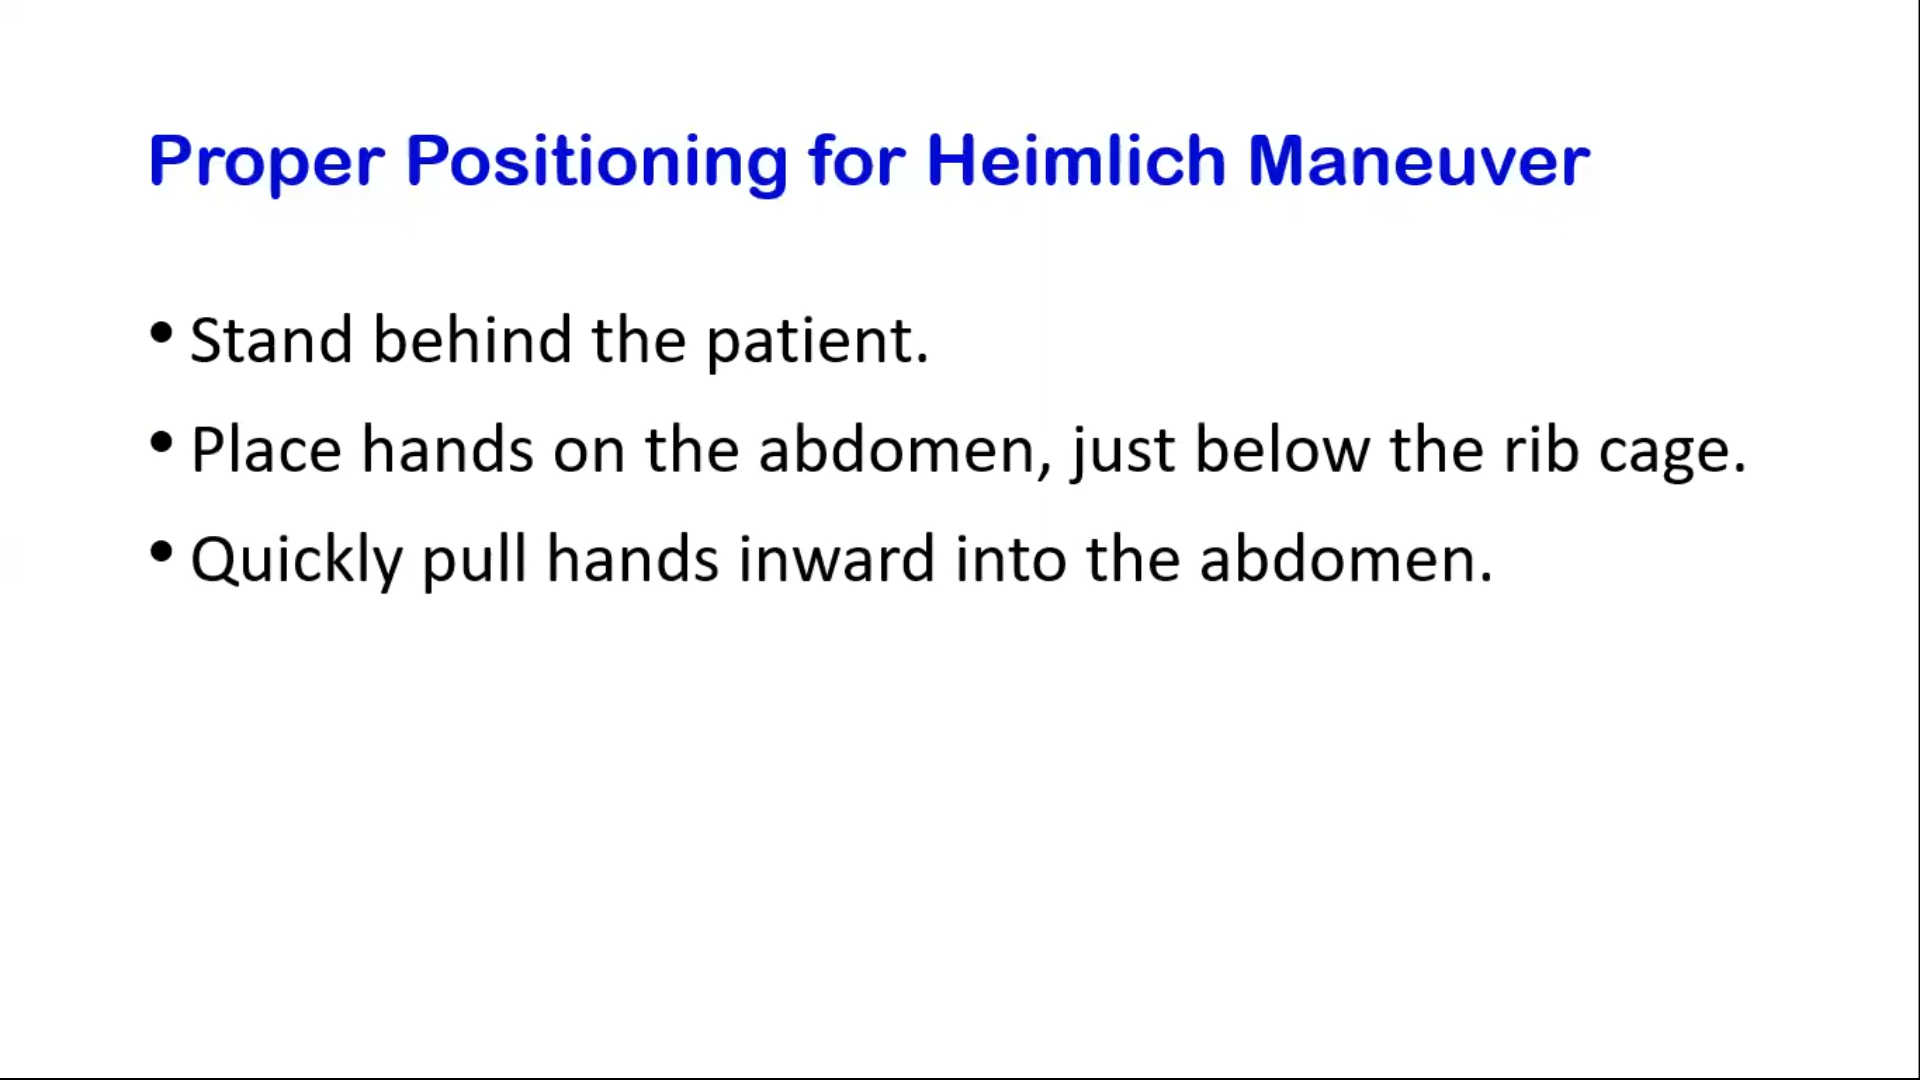 Proper Positioning for Heimlich Maneuver
• Stand behind the patient.
• Place hands on the abdomen, just below the rib cage.
• Quickly pull hands inward into the abdomen.